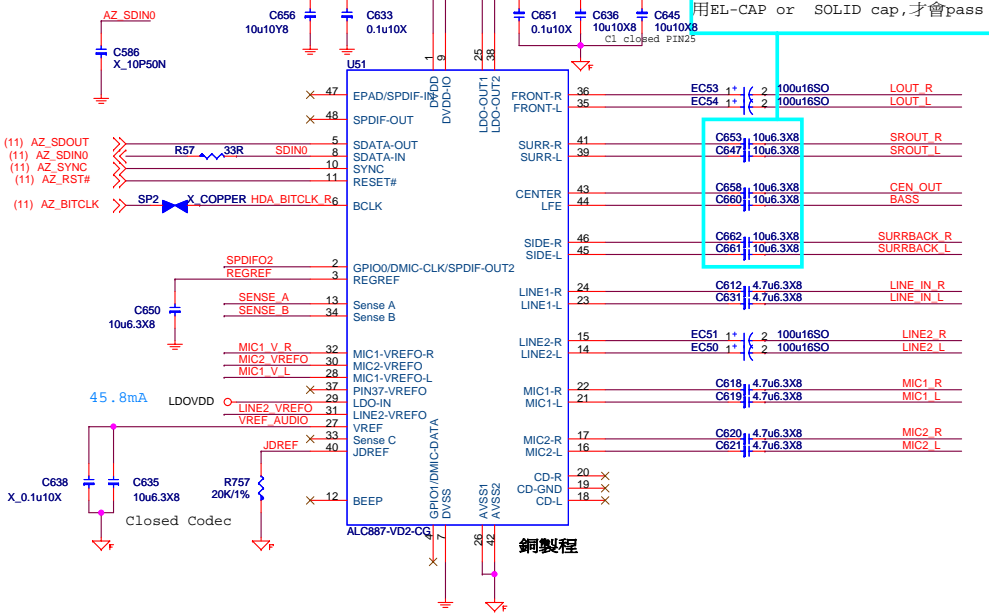 用EL-CAP or SOLID cap,才會pass
AZ_SDIN0
C586
X_10P50N
C656
10u10Y8
C633
0.1u10X
C651
0.1u10X
C636
10u10X8
C645
10u10X8
Cl closed PIN25
U51
1 DVDD
9 DVDD-IO
25 LDO-OUT1
38 LDO-OUT2
47 EPAD/SPDIF-IN
48 SPDIF-OUT
(11) AZ_SDOUT 5 SDATA-OUT
(11) AZ_SDIN0 R57 33R SDIN0 8 SDATA-IN
(11) AZ_SYNC 10 SYNC
(11) AZ_RST# 11 RESET#
(11) AZ_BITCLK SP2 X_COPPER HDA_BITCLK_R 6 BCLK
SPDIFO2 2 GPIO0/DMIC-CLK/SPDIF-OUT2
REGREF 3 REGREF
C650
10u6.3X8
SENSE_A 13 Sense A
SENSE_B 34 Sense B
MIC1_V_R 32 MIC1-VREFO-R
MIC2_VREFO 30 MIC2-VREFO
MIC1_V_L 28 MIC1-VREFO-L
37 PIN37-VREFO
45.8mA LDOVDD 29 LDO-IN
LINE2_VREFO 31 LINE2-VREFO
VREF_AUDIO 27 VREF
33 Sense C
JDREF 40 JDREF
C638
X_0.1u10X
C635
10u6.3X8
R757
20K/1%
12 BEEP
Closed Codec
FRONT-R 36 EC53 1 + 2 100u16SO LOUT_R
FRONT-L 35 EC54 1 + 2 100u16SO LOUT_L
SURR-R 41 C653 10u6.3X8 SROUT_R
SURR-L 39 C647 10u6.3X8 SROUT_L
CENTER 43 C658 10u6.3X8 CEN_OUT
LFE 44 C660 10u6.3X8 BASS
SIDE-R 46 C662 10u6.3X8 SURRBACK_R
SIDE-L 45 C661 10u6.3X8 SURRBACK_L
LINE1-R 24 C612 4.7u6.3X8 LINE_IN_R
LINE1-L 23 C631 4.7u6.3X8 LINE_IN_L
LINE2-R 15 EC51 1 + 2 100u16SO LINE2_R
LINE2-L 14 EC50 1 + 2 100u16SO LINE2_L
MIC1-R 22 C618 4.7u6.3X8 MIC1_R
MIC1-L 21 C619 4.7u6.3X8 MIC1_L
MIC2-R 17 C620 4.7u6.3X8 MIC2_R
MIC2-L 16 C621 4.7u6.3X8 MIC2_L
CD-R 20
CD-GND 19
CD-L 18
GPIO1/DMIC-DATA 4
DVSS 7
AVSS1 26
AVSS2 42
ALC887-VD2-CG
銅製程
F
F
F
F